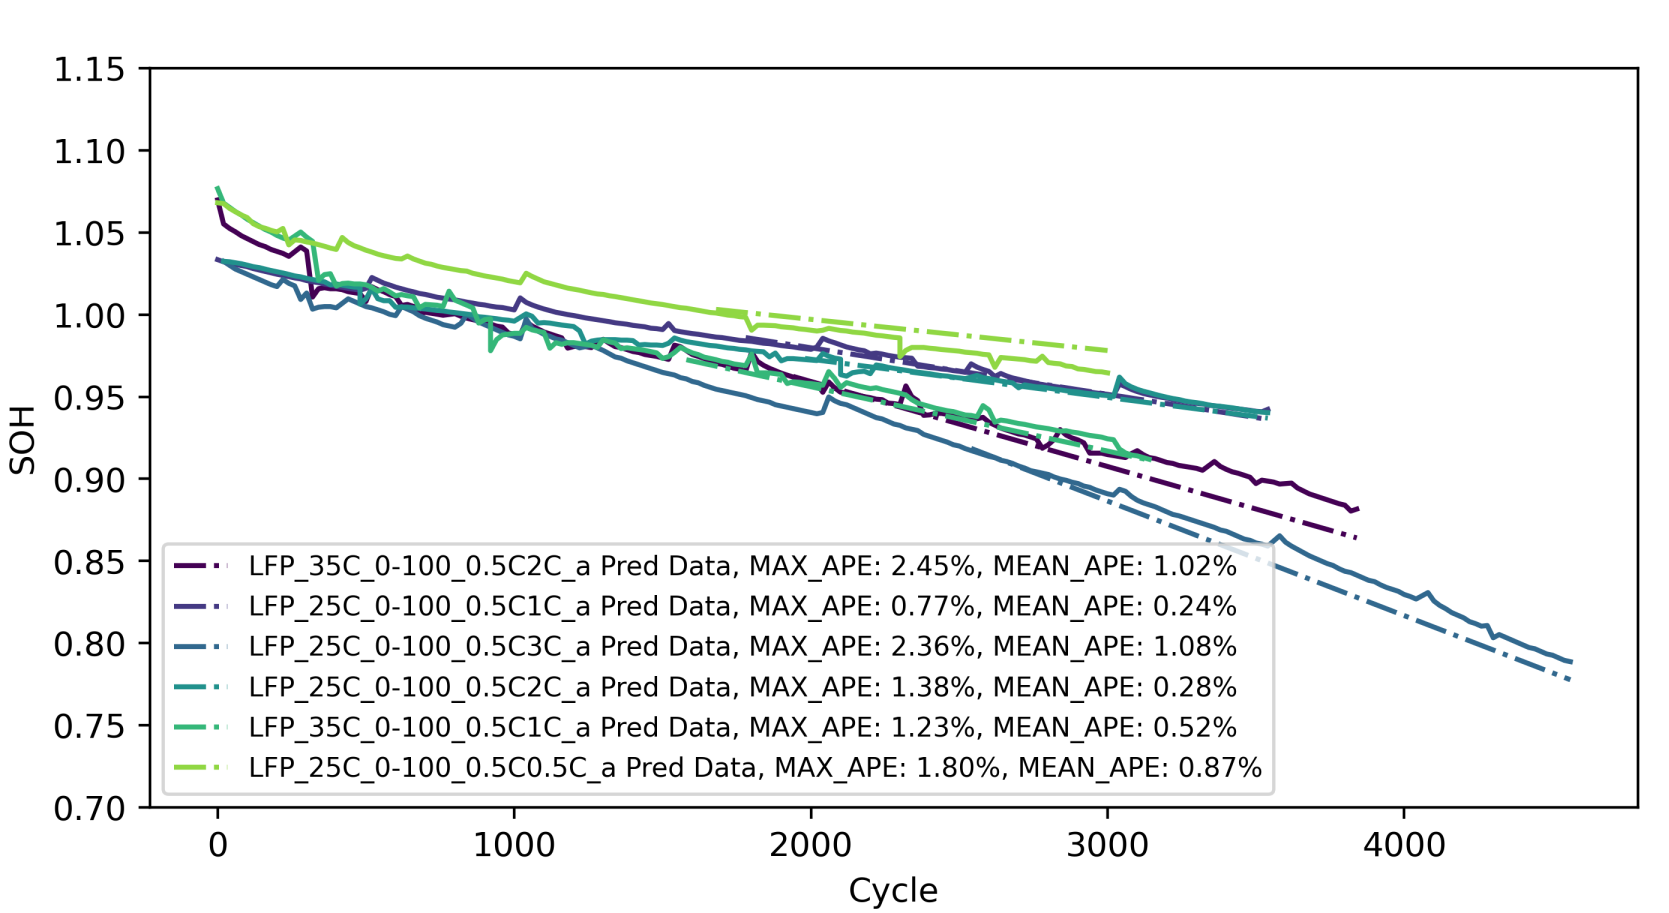 1.15
1.10
1.05
1.00
0.95
0.90
0.85
0.80
0.75
0.70
SOH
LFP_35C_0-100_0.5C2C_a Pred Data, MAX_APE: 2.45%, MEAN_APE: 1.02%
LFP_25C_0-100_0.5C1C_a Pred Data, MAX_APE: 0.77%, MEAN_APE: 0.24%
LFP_25C_0-100_0.5C3C_a Pred Data, MAX_APE: 2.36%, MEAN_APE: 1.08%
LFP_25C_0-100_0.5C2C_a Pred Data, MAX_APE: 1.38%, MEAN_APE: 0.28%
LFP_35C_0-100_0.5C1C_a Pred Data, MAX_APE: 1.23%, MEAN_APE: 0.52%
LFP_25C_0-100_0.5C0.5C_a Pred Data, MAX_APE: 1.80%, MEAN_APE: 0.87%
0 1000 2000 3000 4000
Cycle